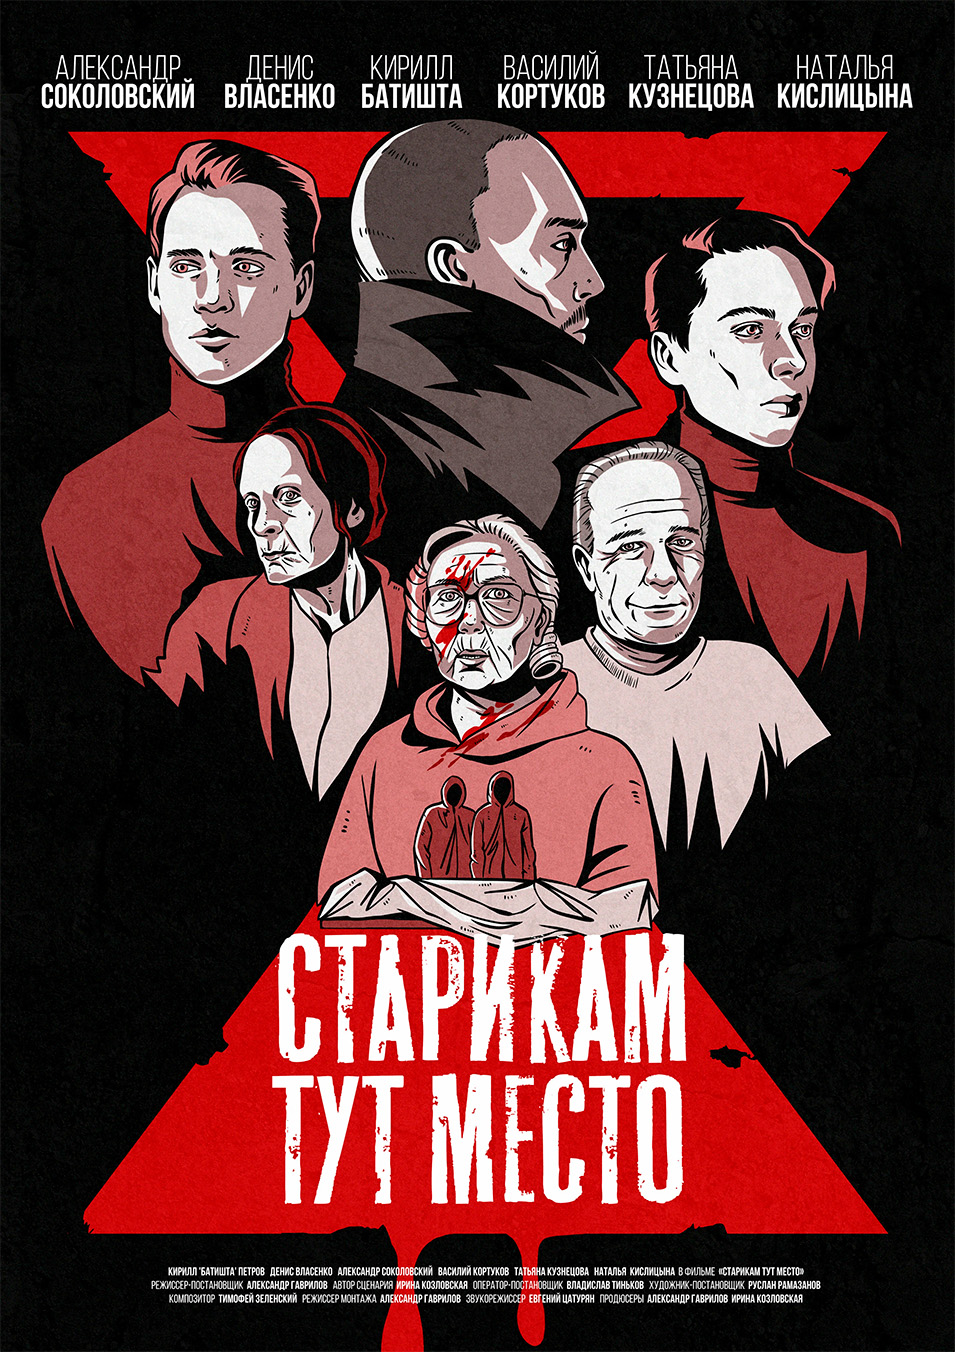 АЛЕКСАНДР ДЕНИС КИРИЛЛ ВАСИЛИЙ ТАТЬЯНА НАТАЛЬЯ
СОКОЛОВСКИЙ ВЛАСЕНКО БАТИШТА КОРТУКОВ КУЗНЕЦОВА КИСЛИЦЫНА
СТАРИКАМ
ТУТ МЕСТО
КИРИЛЛ "БАТИШТА" ПЕТРОВ ДЕНИС ВЛАСЕНКО АЛЕКСАНДР СОКОЛОВСКИЙ ВАСИЛИЙ КОРТУКОВ ТАТЬЯНА КУЗНЕЦОВА НАТАЛЬЯ КИСЛИЦЫНА В ФИЛЬМЕ «СТАРИКАМ ТУТ МЕСТО»
РЕЖИССЕР-ПОСТАНОВЩИК АЛЕКСАНДР ГАВРИЛОВ АВТОР СЦЕНАРИЯ ИРИНА КОЗЛОВСКАЯ ОПЕРАТОР-ПОСТАНОВЩИК ВЛАДИСЛАВ ТИНЬКОВ ХУДОЖНИК-ПОСТАНОВЩИК РУСЛАН РАМАЗАНОВ
КОМПОЗИТОР ТИМОФЕЙ ЗЕЛЕНСКИЙ РЕЖИССЕР МОНТАЖА АЛЕКСАНДР ГАВРИЛОВ ЗВУКОРЕЖИССЕР ЕВГЕНИЙ ЦАТУРЯН ПРОДЮСЕРЫ АЛЕКСАНДР ГАВРИЛОВ ИРИНА КОЗЛОВСКАЯ